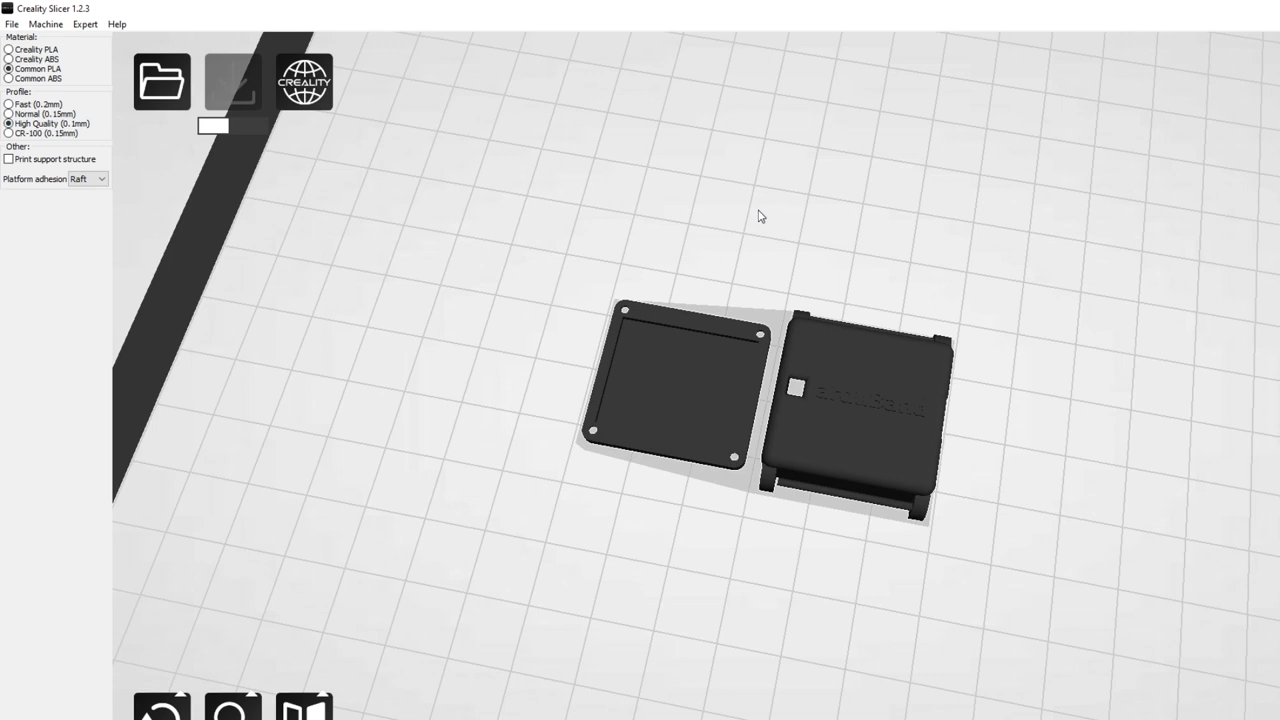 Creality Slicer 1.2.3
File Machine Expert Help
Material:
Creality PLA
Creality ABS
Common PLA
Common ABS
Profile:
Fast (0.2mm)
Normal (0.15mm)
High Quality (0.1mm)
CR-100 (0.15mm)
Other:
Print support structure
Platform adhesion Raft
CREALITY